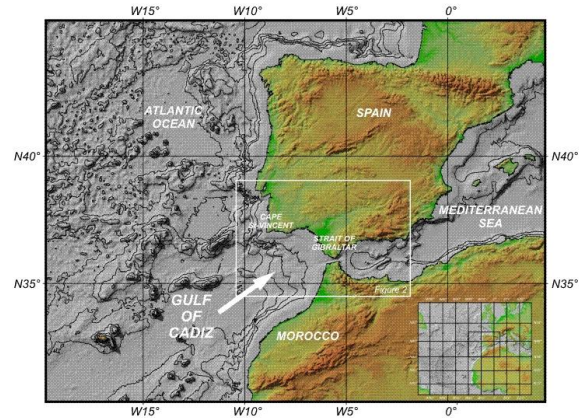 W15° W10° W5° 0°
ATLANTIC
OCEAN
SPAIN
N40° N40°
CAPE
St-VINCENT
STRAIT OF
GIBRALTAR
MEDITERRANEAN
SEA
N35° N35°
Figure 2
GULF
OF
CADIZ
MOROCCO
W15° W10° W5° 0°